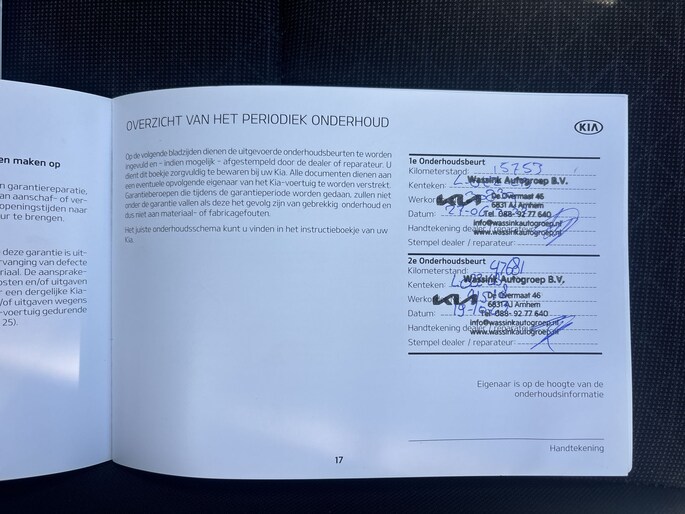 en maken op
n garantiereparatie,
an aanschaf- of ver-
openingstijden naar
ur te brengen.
deze garantie is uit-
rvanging van defecte
riaal. De aansprake-
osten en/of uitgaven
r een dergelijke Kia-
/of uitgaven wegens
-voertuig gedurende
25).
OVERZICHT VAN HET PERIODIEK ONDERHOUD
KIA
Op de volgende bladzijden dienen de uitgevoerde onderhoudsbeurten te worden
ingevuld en - indien mogelijk - afgestempeld door de dealer of reparateur. U
dient dit boekje zorgvuldig te bewaren bij uw Kia. Alle documenten dienen aan
een eventuele opvolgende eigenaar van het Kia-voertuig te worden verstrekt.
Garantieberoepen die tijdens de garantieperiode worden gedaan, zullen niet
onder de garantie vallen als deze het gevolg zijn van gebrekkig onderhoud en
dus niet aan materiaal- of fabricagefouten.
Het juiste onderhoudsschema kunt u vinden in het instructieboekje van uw
Kia.
1e Onderhoudsbeurt
Kilometerstand: 15753
Kenteken: Wassink Autogroep B.V.
KIA De Overmaat 46
6831 AJ Arnhem
Datum: Tel. 088- 92 77 640
info@wassinkautogroep.nl
Handtekening dealer / www.wassinkautogroep.nl
Stempel dealer / reparateur:
2e Onderhoudsbeurt
Kilometerstand: 47681
Kenteken: Wassink Autogroep B.V.
KIA De Overmaat 46
6831 AJ Arnhem
Datum: Tel. 088- 92 77 640
info@wassinkautogroep.nl
Handtekening dealer / www.wassinkautogroep.nl
Stempel dealer / reparateur:
Eigenaar is op de hoogte van de
onderhoudsinformatie
Handtekening
17